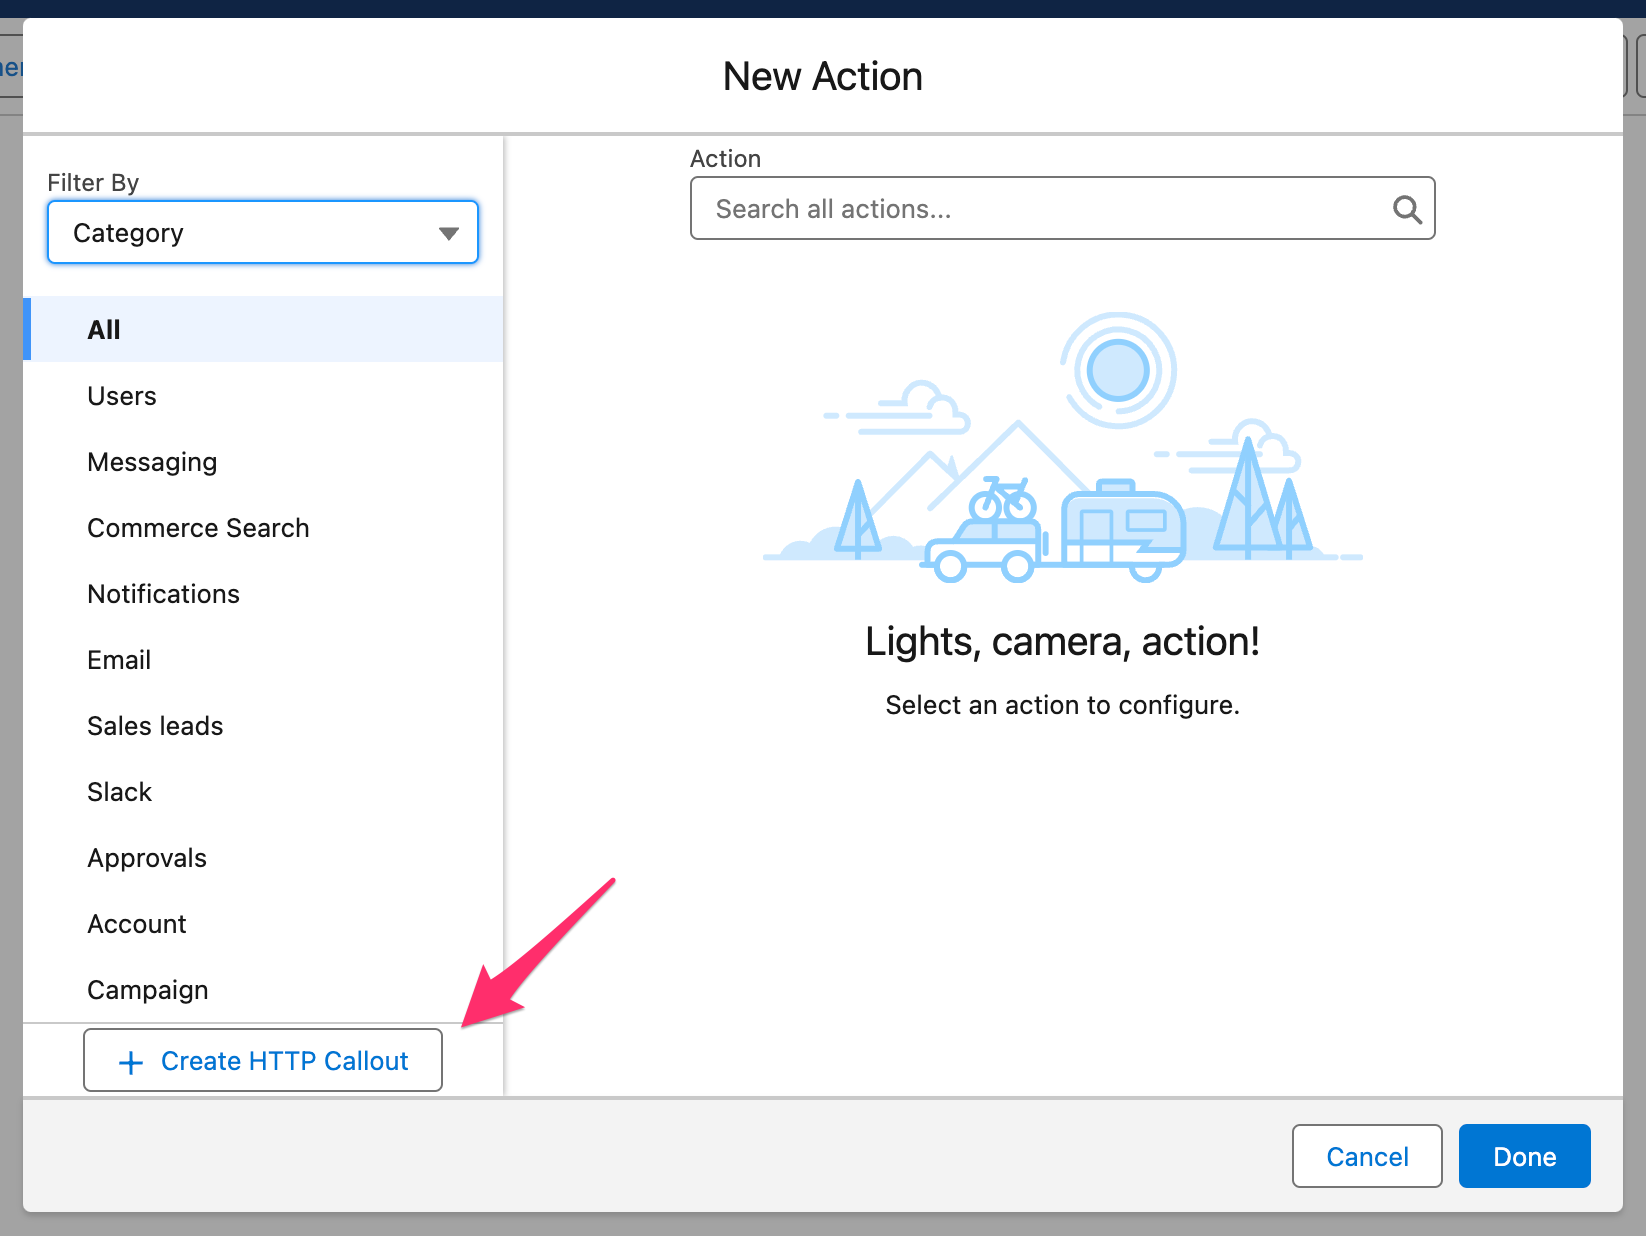 New Action
Filter By
Category
All
Users
Messaging
Commerce Search
Notifications
Email
Sales leads
Slack
Approvals
Account
Campaign
Create HTTP Callout
Action
Search all actions...
Lights, camera, action!
Select an action to configure.
Cancel
Done